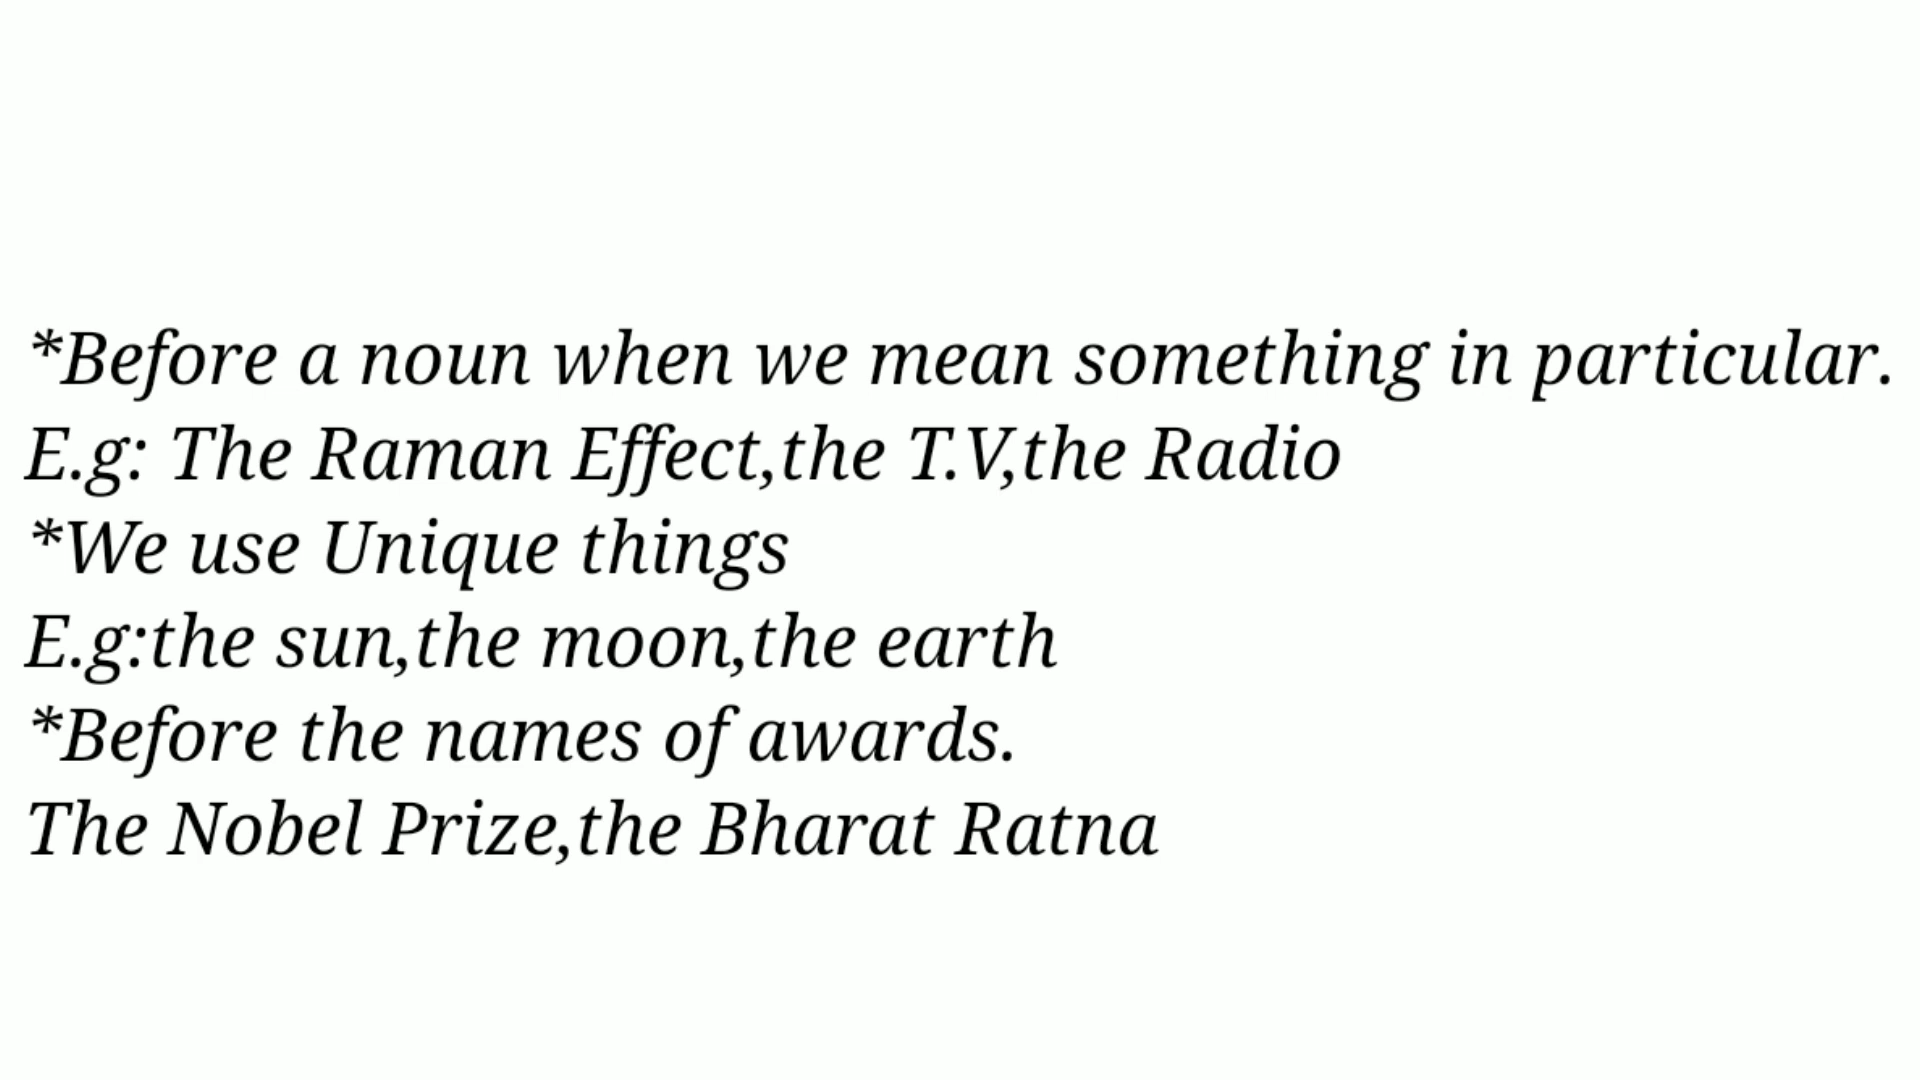 *Before a noun when we mean something in particular.
E.g: The Raman Effect,the T.V,the Radio
*We use Unique things
E.g:the sun,the moon,the earth
*Before the names of awards.
The Nobel Prize,the Bharat Ratna